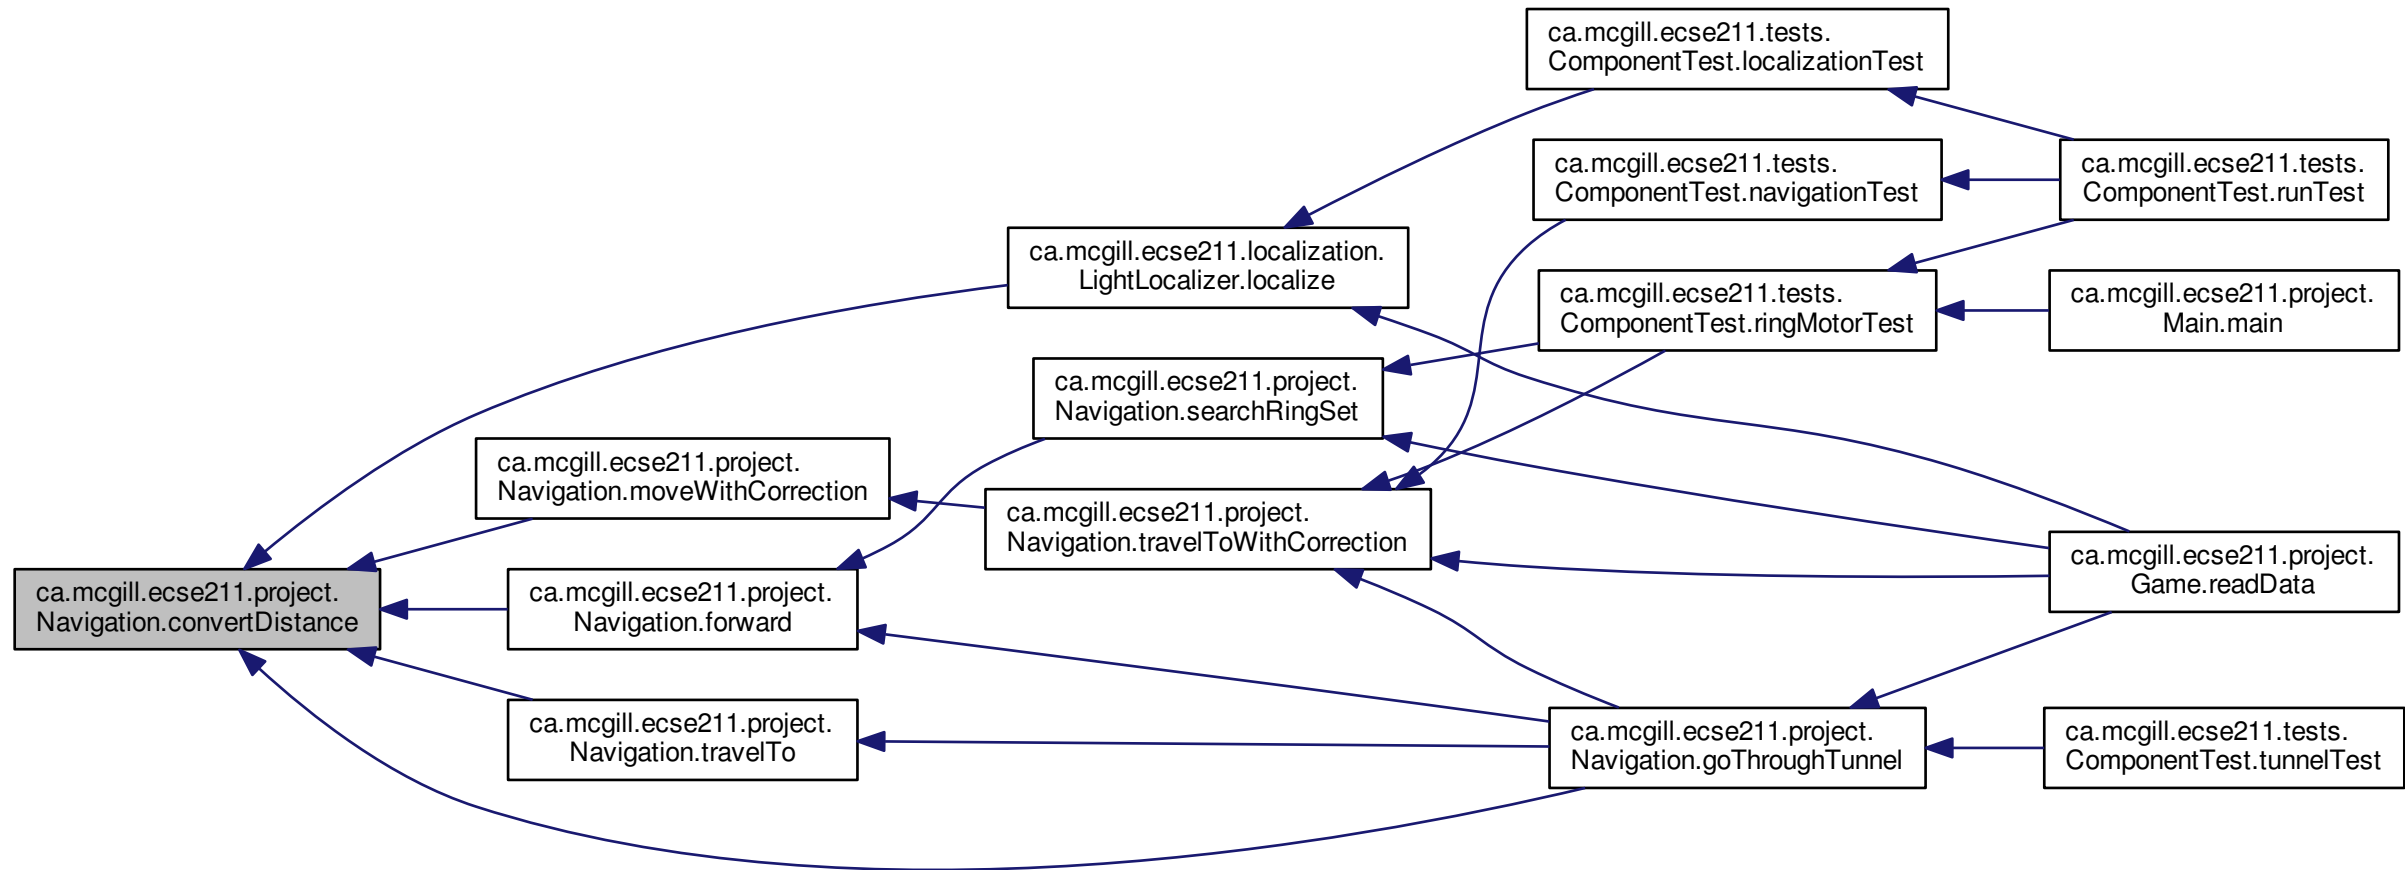 ca.mcgill.ecse211.tests.
ComponentTest.localizationTest
ca.mcgill.ecse211.tests.
ComponentTest.navigationTest
ca.mcgill.ecse211.tests.
ComponentTest.runTest
ca.mcgill.ecse211.localization.
LightLocalizer.localize
ca.mcgill.ecse211.tests.
ComponentTest.ringMotorTest
ca.mcgill.ecse211.project.
Main.main
ca.mcgill.ecse211.project.
Navigation.searchRingSet
ca.mcgill.ecse211.project.
Navigation.moveWithCorrection
ca.mcgill.ecse211.project.
Navigation.travelToWithCorrection
ca.mcgill.ecse211.project.
Game.readData
ca.mcgill.ecse211.project.
Navigation.convertDistance
ca.mcgill.ecse211.project.
Navigation.forward
ca.mcgill.ecse211.project.
Navigation.travelTo
ca.mcgill.ecse211.project.
Navigation.goThroughTunnel
ca.mcgill.ecse211.tests.
ComponentTest.tunnelTest